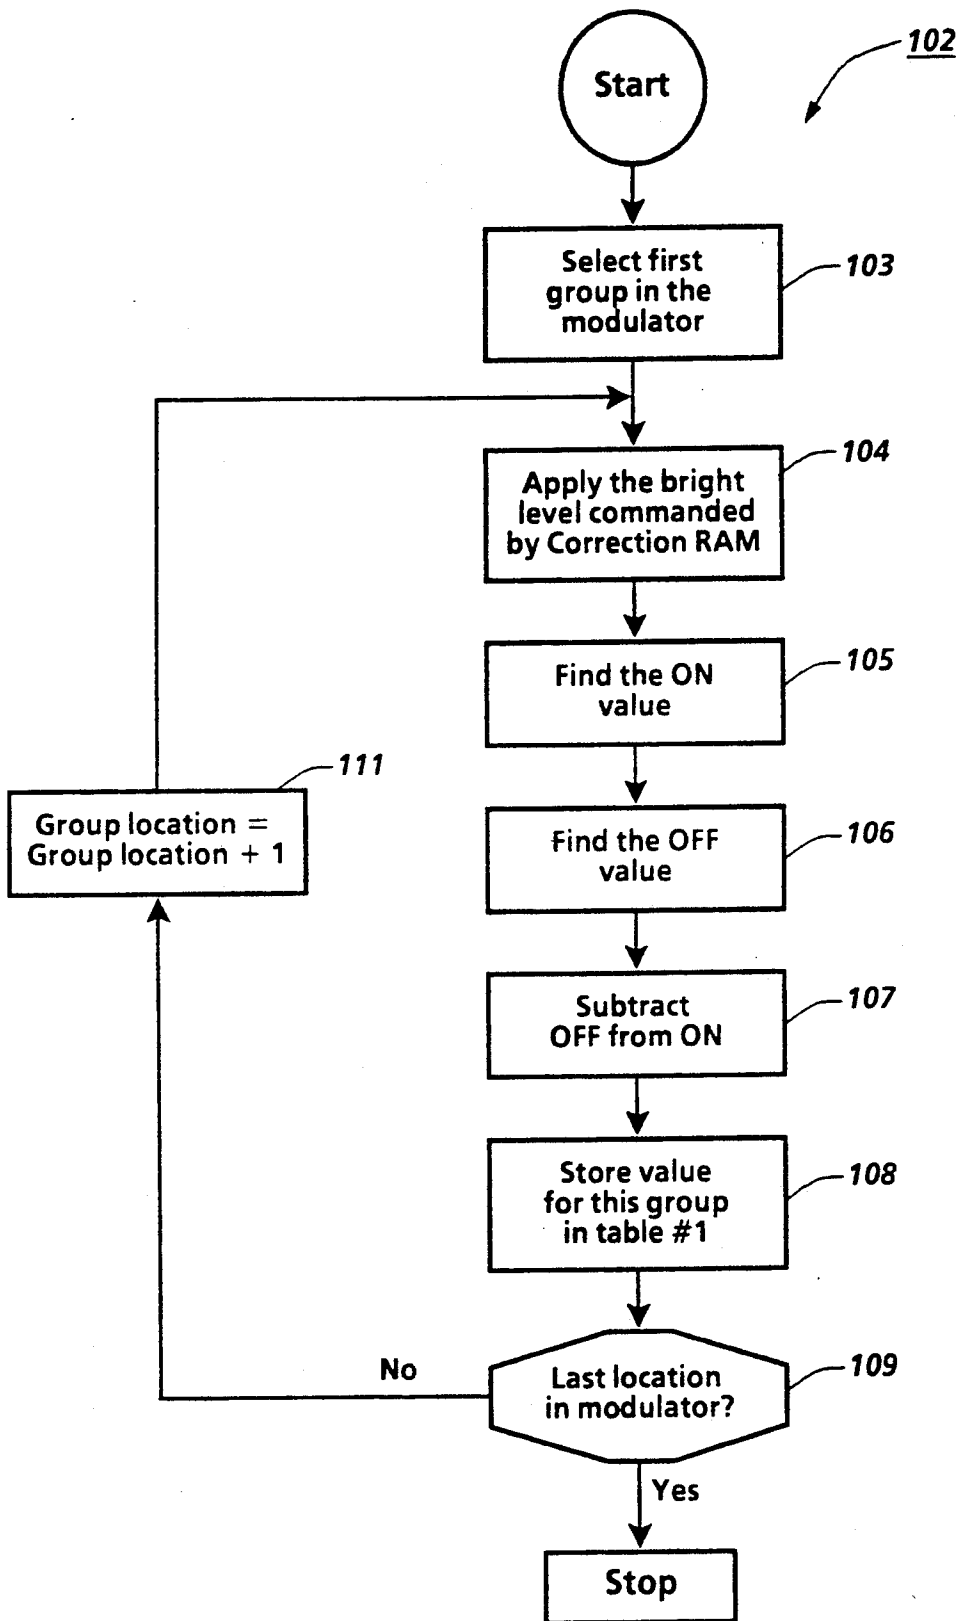 102
Start
Select first
group in the
modulator
103
Apply the bright
level commanded
by Correction RAM
104
Find the ON
value
105
111
Group location =
Group location + 1
Find the OFF
value
106
Subtract
OFF from ON
107
Store value
for this group
in table #1
108
No
Last location
in modulator?
109
Yes
Stop